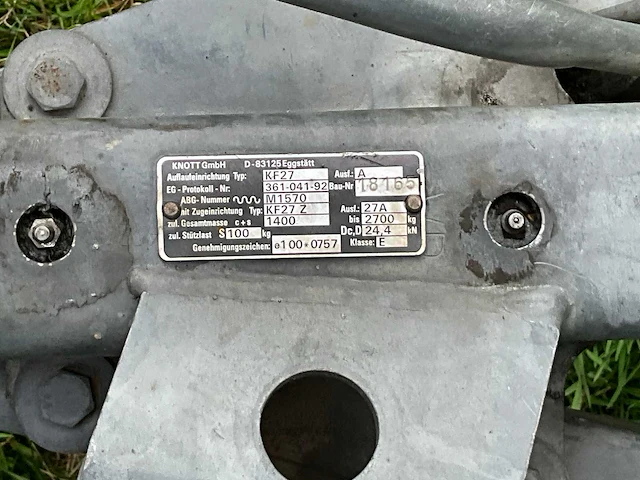 KNOTT GmbH D-83125 Eggstätt
Auflaufeinrichtung Typ: KF27 Ausf.: A
EG-Protokoll-Nr: 361-041-92 Bau-Nr 18165
ABG-Nummer M1570
mit Zugeinrichtung Typ: KF27 Z Ausf.: 27A
zul. Gesamtmasse c+s 1400 bis 2700 kg
zul. Stützlast S 100 kg Dc,D 24,4 kN
Genehmigungszeichen: e1 00*0757 Klasse: E